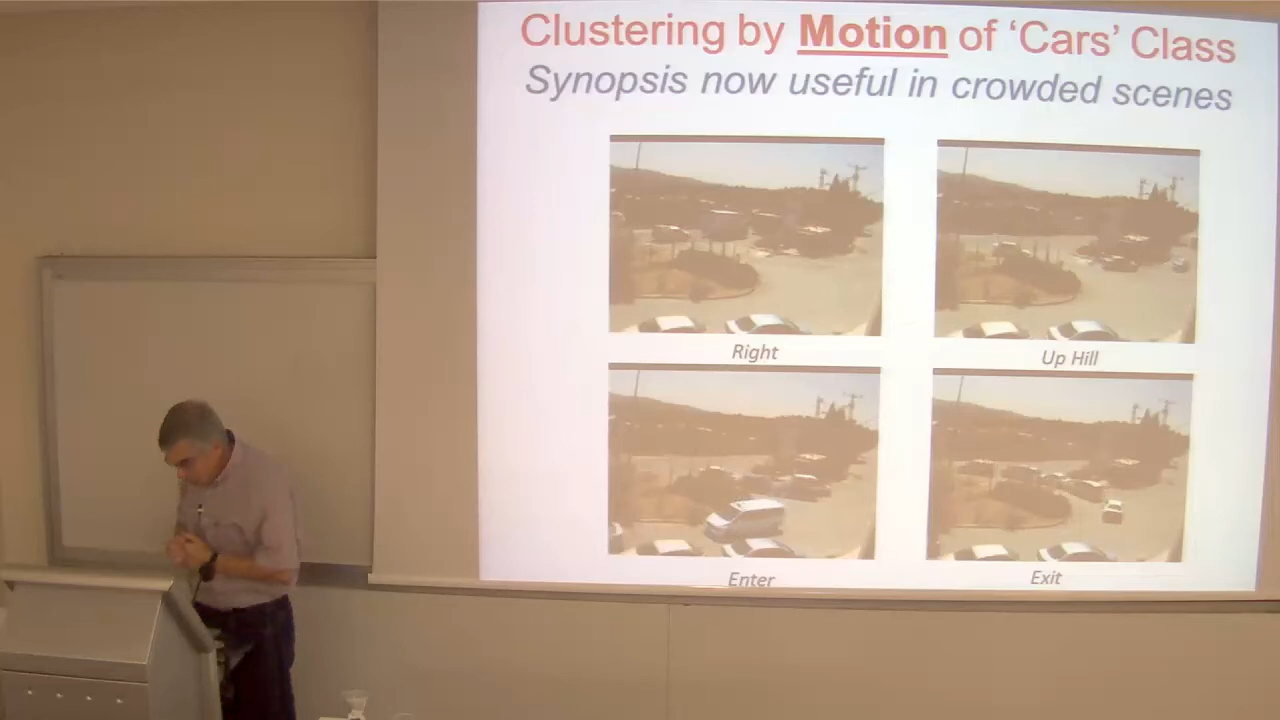 Clustering by Motion of ‘Cars’ Class
Synopsis now useful in crowded scenes
Right
Up Hill
Enter
Exit